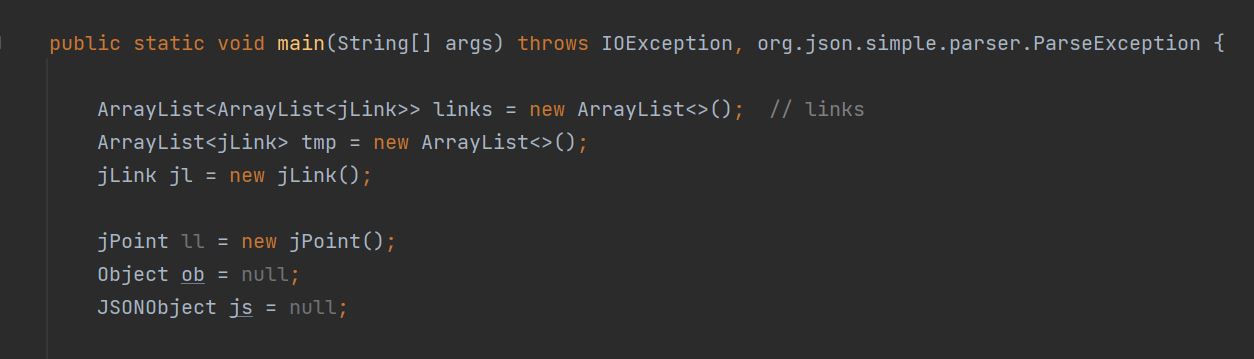 public static void main(String[] args) throws IOException, org.json.simple.parser.ParseException {
ArrayList<ArrayList<jLink>> links = new ArrayList<>();  // links
ArrayList<jLink> tmp = new ArrayList<>();
jLink jl = new jLink();
jPoint ll = new jPoint();
Object ob = null;
JSONObject js = null;